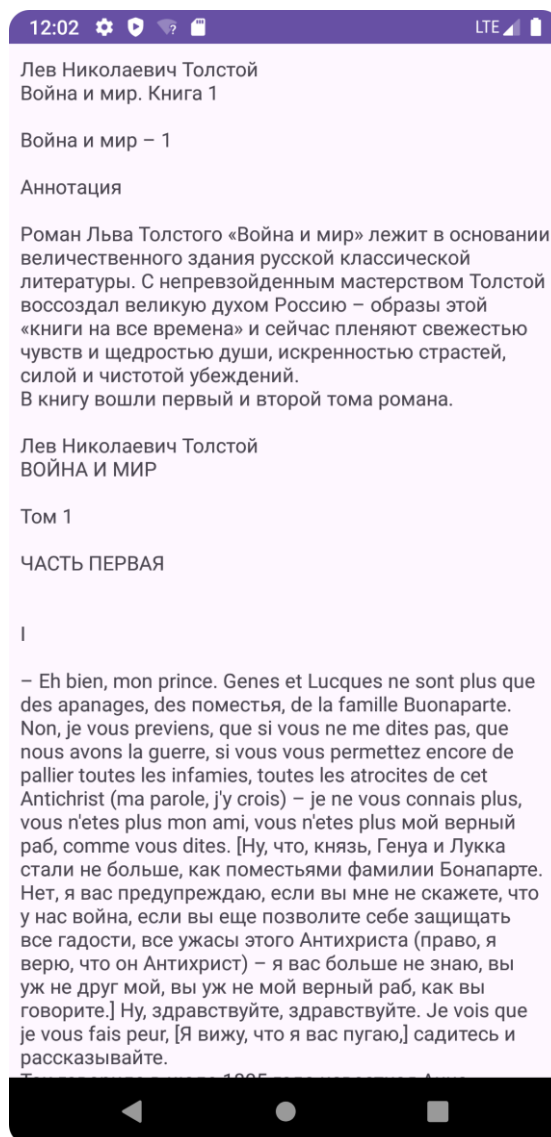 12:02
LTE
Лев Николаевич Толстой
Война и мир. Книга 1
Война и мир – 1
Аннотация
Роман Льва Толстого «Война и мир» лежит в основании
величественного здания русской классической
литературы. С непревзойденным мастерством Толстой
воссоздал великую духом Россию – образы этой
«книги на все времена» и сейчас пленяют свежестью
чувств и щедростью души, искренностью страстей,
силой и чистотой убеждений.
В книгу вошли первый и второй тома романа.
Лев Николаевич Толстой
ВОЙНА И МИР
Том 1
ЧАСТЬ ПЕРВАЯ
I
– Eh bien, mon prince. Genes et Lucques ne sont plus que
des apanages, des поместья, de la famille Buonaparte.
Non, je vous previens, que si vous ne me dites pas, que
nous avons la guerre, si vous vous permettez encore de
pallier toutes les infamies, toutes les atrocites de cet
Antichrist (ma parole, j'y crois) – je ne vous connais plus,
vous n'etes plus mon ami, vous n'etes plus мой верный
раб, comme vous dites. [Ну, что, князь, Генуа и Лукка
стали не больше, как поместьями фамилии Бонапарте.
Нет, я вас предупреждаю, если вы мне не скажете, что
у нас война, если вы еще позволите себе защищать
все гадости, все ужасы этого Антихриста (право, я
верю, что он Антихрист) – я вас больше не знаю, вы
уж не друг мой, вы уж не мой верный раб, как вы
говорите.] Ну, здравствуйте, здравствуйте. Je vois que
je vous fais peur, [Я вижу, что я вас пугаю,] садитесь и
рассказывайте.